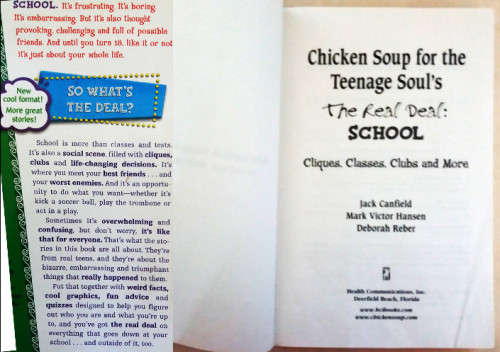 SCHOOL. It's frustrating. It's boring.
It's embarrassing. But it's also thought
provoking, challenging and full of possible
friends. And until you turn 18, like it or not
it's just about your whole life.
New
cool format!
More great
stories!
SO WHAT'S
THE DEAL?
School is more than classes and tests.
It's also a social scene, filled with cliques,
clubs and life-changing decisions. It's
where you meet your best friends . . . and
your worst enemies. And it's an opportu-
nity to do what you want—whether it's
kick a soccer ball, play the trombone or
act in a play.
Sometimes it's overwhelming and
confusing, but don't worry, it's like
that for everyone. That's what the sto-
ries in this book are all about. They're
from real teens, and they're about the
bizarre, embarrassing and triumphant
things that really happened to them.
Put that together with weird facts,
cool graphics, fun advice and
quizzes designed to help you figure
out who you are and what you're up
to, and you've got the real deal on
everything that goes down at your
school . . . and outside of it, too.
Chicken Soup for the
Teenage Soul's
The Real Deal:
SCHOOL
Cliques, Classes, Clubs and More
Jack Canfield
Mark Victor Hansen
Deborah Reber
Health Communications, Inc.
Deerfield Beach, Florida
www.hcibooks.com
www.chickensoup.com